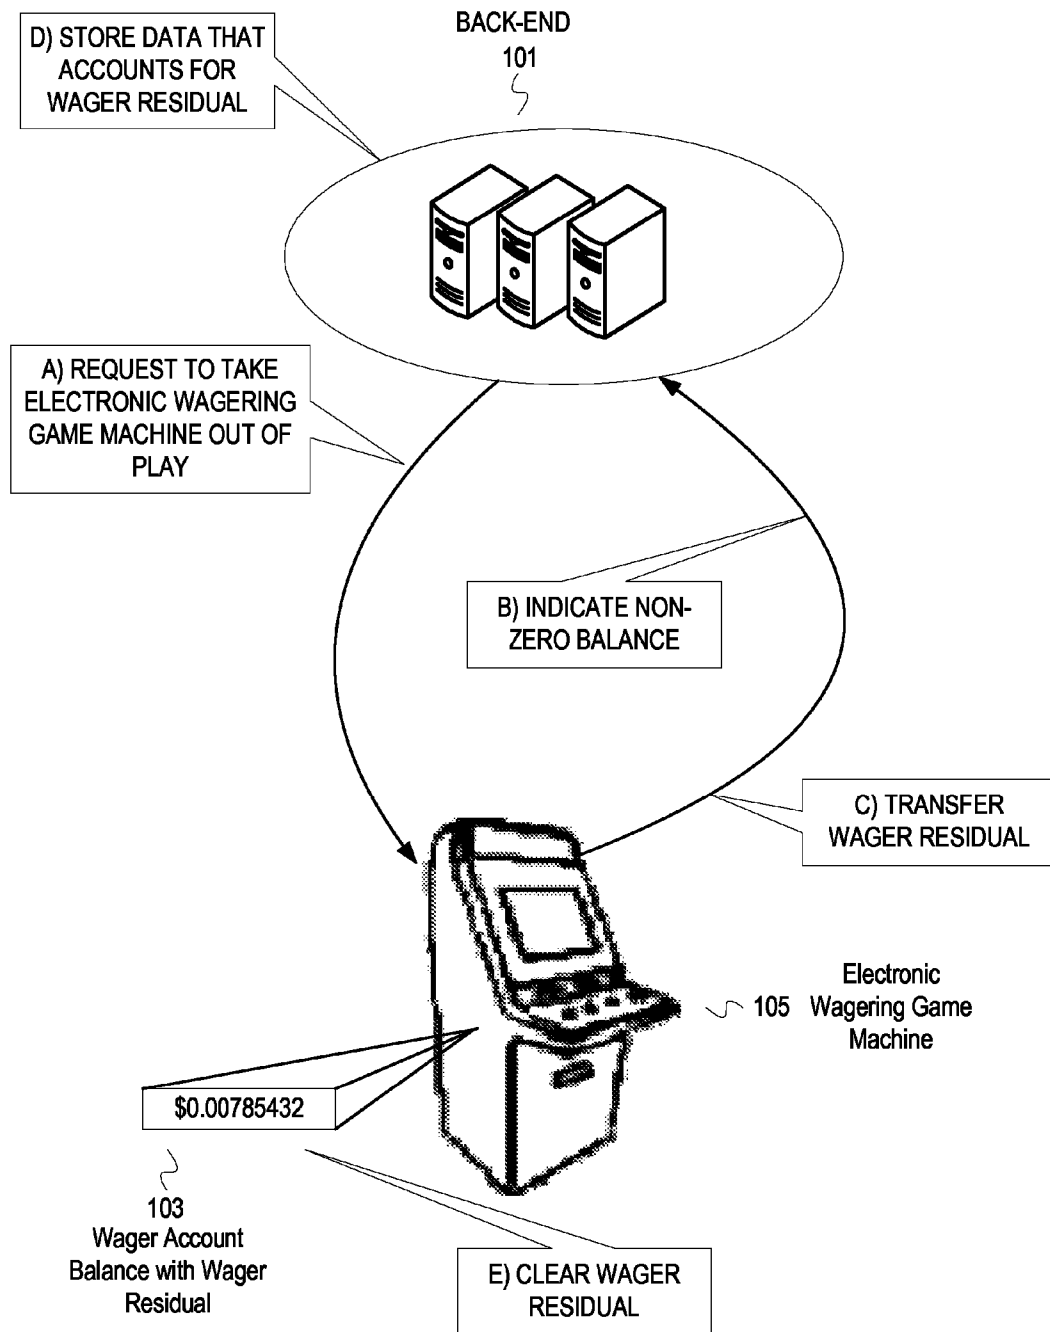 D) STORE DATA THAT
ACCOUNTS FOR
WAGER RESIDUAL
BACK-END
101
A) REQUEST TO TAKE
ELECTRONIC WAGERING
GAME MACHINE OUT OF
PLAY
B) INDICATE NON-
ZERO BALANCE
C) TRANSFER
WAGER RESIDUAL
105
Electronic
Wagering Game
Machine
$0.00785432
103
Wager Account
Balance with Wager
Residual
E) CLEAR WAGER
RESIDUAL